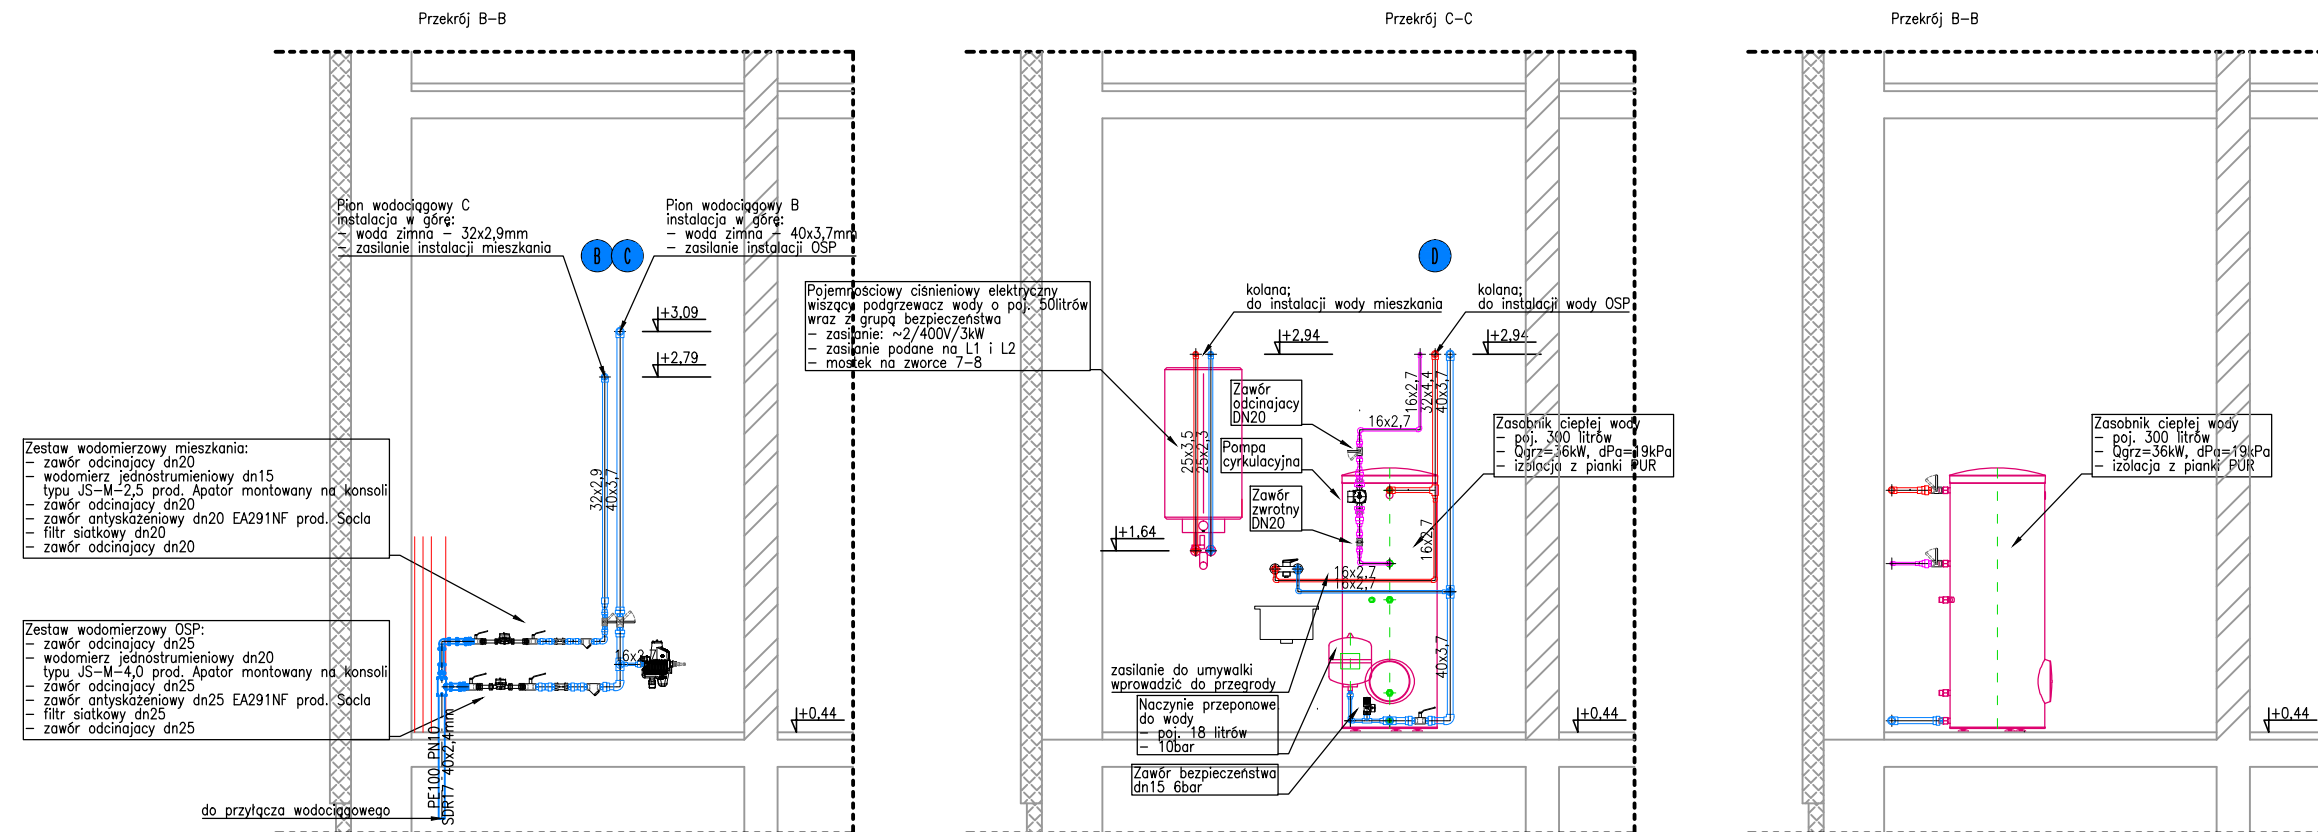 Przekrój B-B
Pion wodociągowy C
instalacja w górę:
- woda zimna - 32x2,9mm
- zasilanie instalacji mieszkania
Pion wodociągowy B
instalacja w górę:
- woda zimna - 40x3,7mm
- zasilanie instalacji OSP
B
C
+3,09
+2,79
32x2,9
40x3,7
Zestaw wodomierzowy mieszkania:
- zawór odcinajacy dn20
- wodomierz jednostrumieniowy dn15
typu JS-M-2,5 prod. Apator montowany na konsoli
- zawór odcinajacy dn20
- zawór antyskażeniowy dn20 EA291NF prod. Socla
- filtr siatkowy dn20
- zawór odcinajacy dn20
Zestaw wodomierzowy OSP:
- zawór odcinajacy dn25
- wodomierz jednostrumieniowy dn20
typu JS-M-4,0 prod. Apator montowany na konsoli
- zawór odcinajacy dn25
- zawór antyskażeniowy dn25 EA291NF prod. Socla
- filtr siatkowy dn25
- zawór odcinajacy dn25
16x2,7
PE100 PN10
SDR17 40x2,4mm
+0,44
do przyłącza wodociągowego
Przekrój C-C
Pojemnościowy ciśnieniowy elektryczny
wiszący podgrzewacz wody o poj. 50litrów
wraz z grupą bezpieczeństwa
- zasilanie: ~2/400V/3kW
- zasilanie podane na L1 i L2
- mostek na zworce 7-8
D
kolana;
do instalacji wody mieszkania
kolana;
do instalacji wody OSP
+2,94
+2,94
16x2,7
32x4,4
40x3,7
Zawór
odcinajacy
DN20
16x2,7
Pompa
cyrkulacyjna
Zawór
zwrotny
DN20
Zasobnik ciepłej wody
- poj. 300 litrów
- Qgrz=36kW, dPa=19kPa
- izolacja z pianki PUR
25x3,5
25x2,3
+1,64
16x2,7
16x2,7
16x2,7
40x3,7
zasilanie do umywalki
wprowadzić do przegrody
Naczynie przeponowe
do wody
- poj. 18 litrów
- 10bar
Zawór bezpieczeństwa
dn15 6bar
+0,44
Przekrój B-B
Zasobnik ciepłej wody
- poj. 300 litrów
- Qgrz=36kW, dPa=19kPa
- izolacja z pianki PUR
+0,44